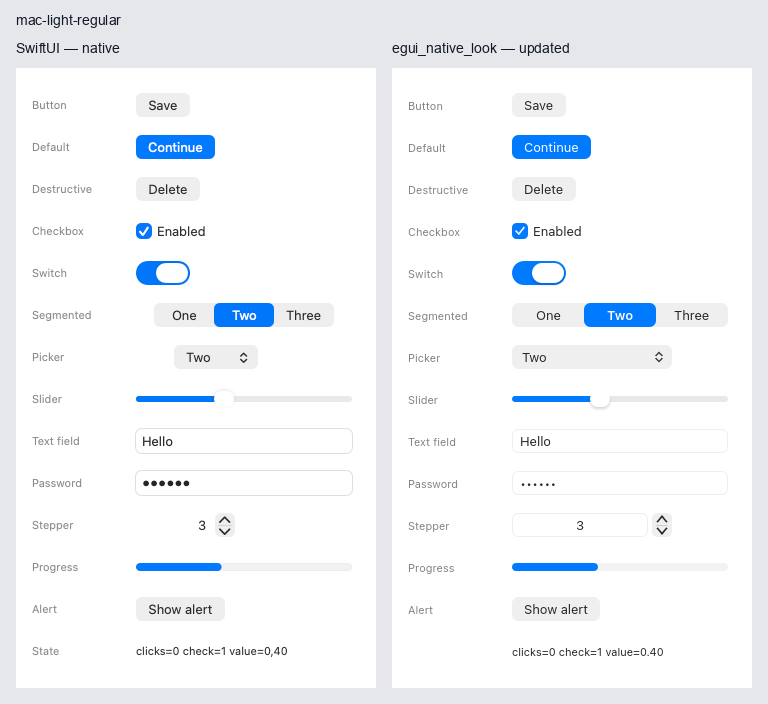 mac-light-regular
SwiftUI — native
Button Save
Default Continue
Destructive Delete
Checkbox Enabled
Switch
Segmented One Two Three
Picker Two
Slider
Text field Hello
Password ●●●●●●
Stepper 3
Progress
Alert Show alert
State clicks=0 check=1 value=0,40
egui_native_look — updated
Button Save
Default Continue
Destructive Delete
Checkbox Enabled
Switch
Segmented One Two Three
Picker Two
Slider
Text field Hello
Password ••••••
Stepper 3
Progress
Alert Show alert
clicks=0 check=1 value=0.40